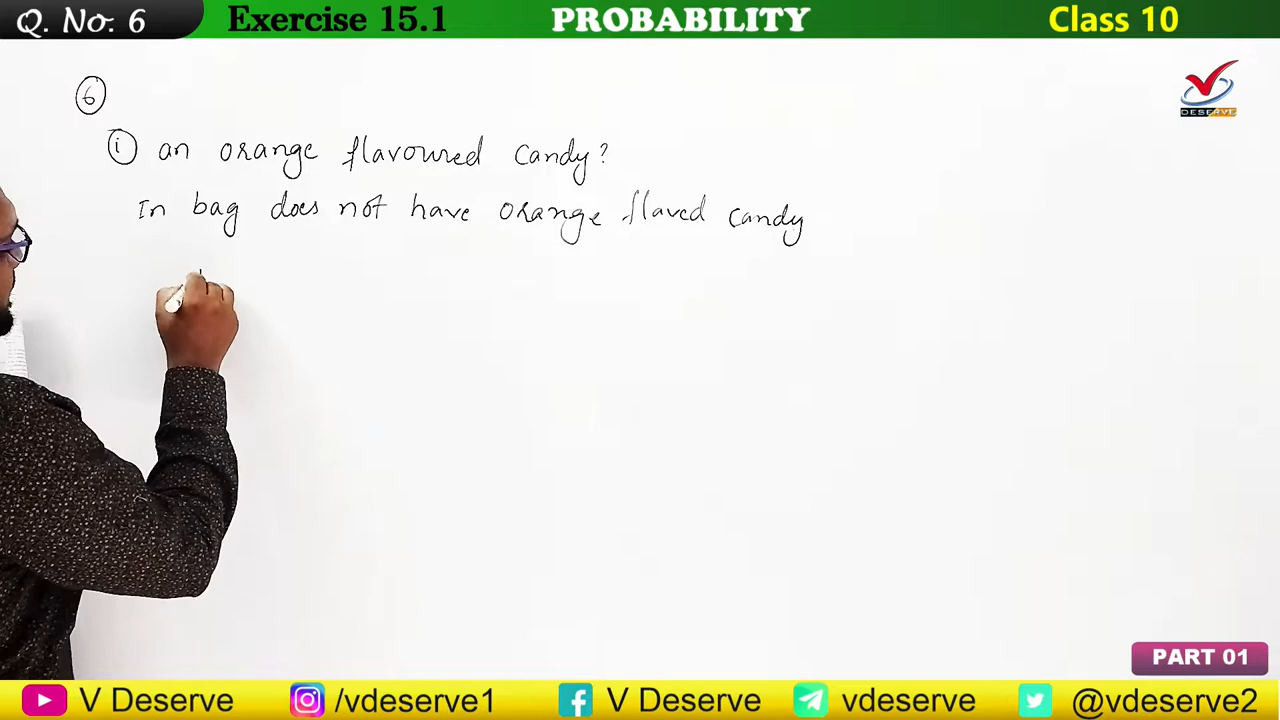 Q. No. 6
Exercise 15.1
PROBABILITY
Class 10
DESERVE
6
i an orange flavoured candy?
In bag does not have orange flaved candy
PART 01
V Deserve
/vdeserve1
V Deserve
vdeserve
@vdeserve2